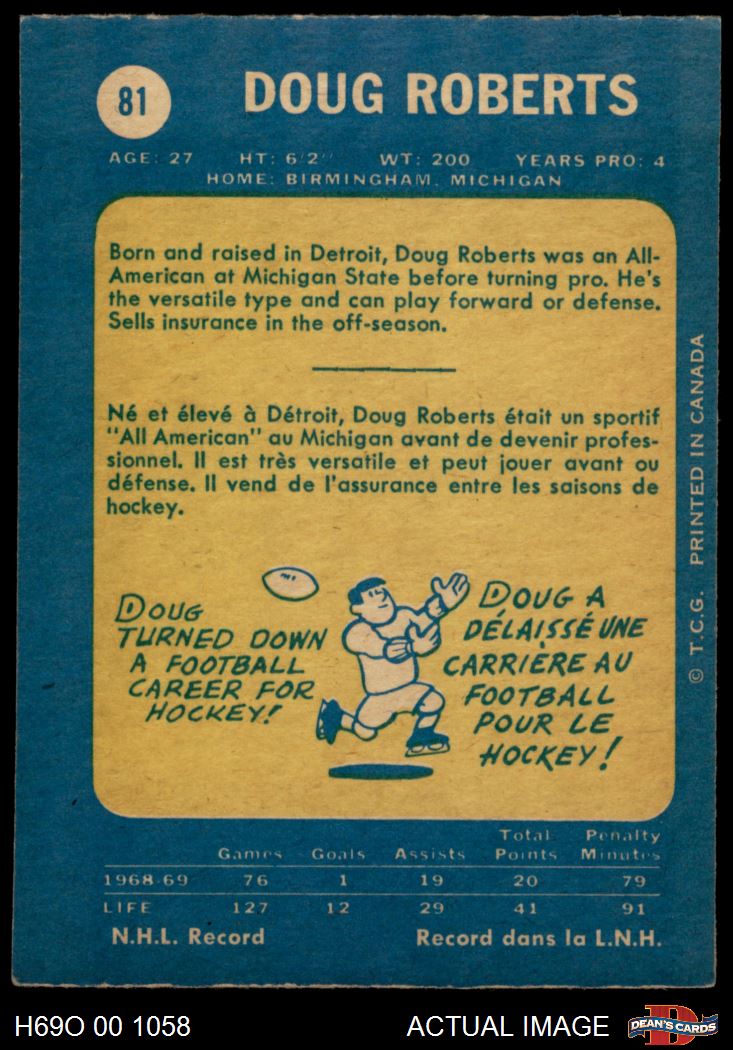 81
DOUG ROBERTS
AGE: 27 HT: 6'2" WT: 200 YEARS PRO: 4
HOME: BIRMINGHAM, MICHIGAN
Born and raised in Detroit, Doug Roberts was an All-
American at Michigan State before turning pro. He's
the versatile type and can play forward or defense.
Sells insurance in the off-season.
Né et élevé à Détroit, Doug Roberts était un sportif
"All American" au Michigan avant de devenir profes-
sionnel. Il est très versatile et peut jouer avant ou
défense. Il vend de l'assurance entre les saisons de
hockey.
DOUG
TURNED DOWN
A FOOTBALL
CAREER FOR
HOCKEY!
DOUG A
DÉLAISSÉ UNE
CARRIÈRE AU
FOOTBALL
POUR LE
HOCKEY!
© T.C.G. PRINTED IN CANADA
Games Goals Assists Total Points Penalty Minutes
1968-69 76 1 19 20 79
LIFE 127 12 29 41 91
N.H.L. Record Record dans la L.N.H.
H69O 00 1058 ACTUAL IMAGE
D
DEAN'S CARDS